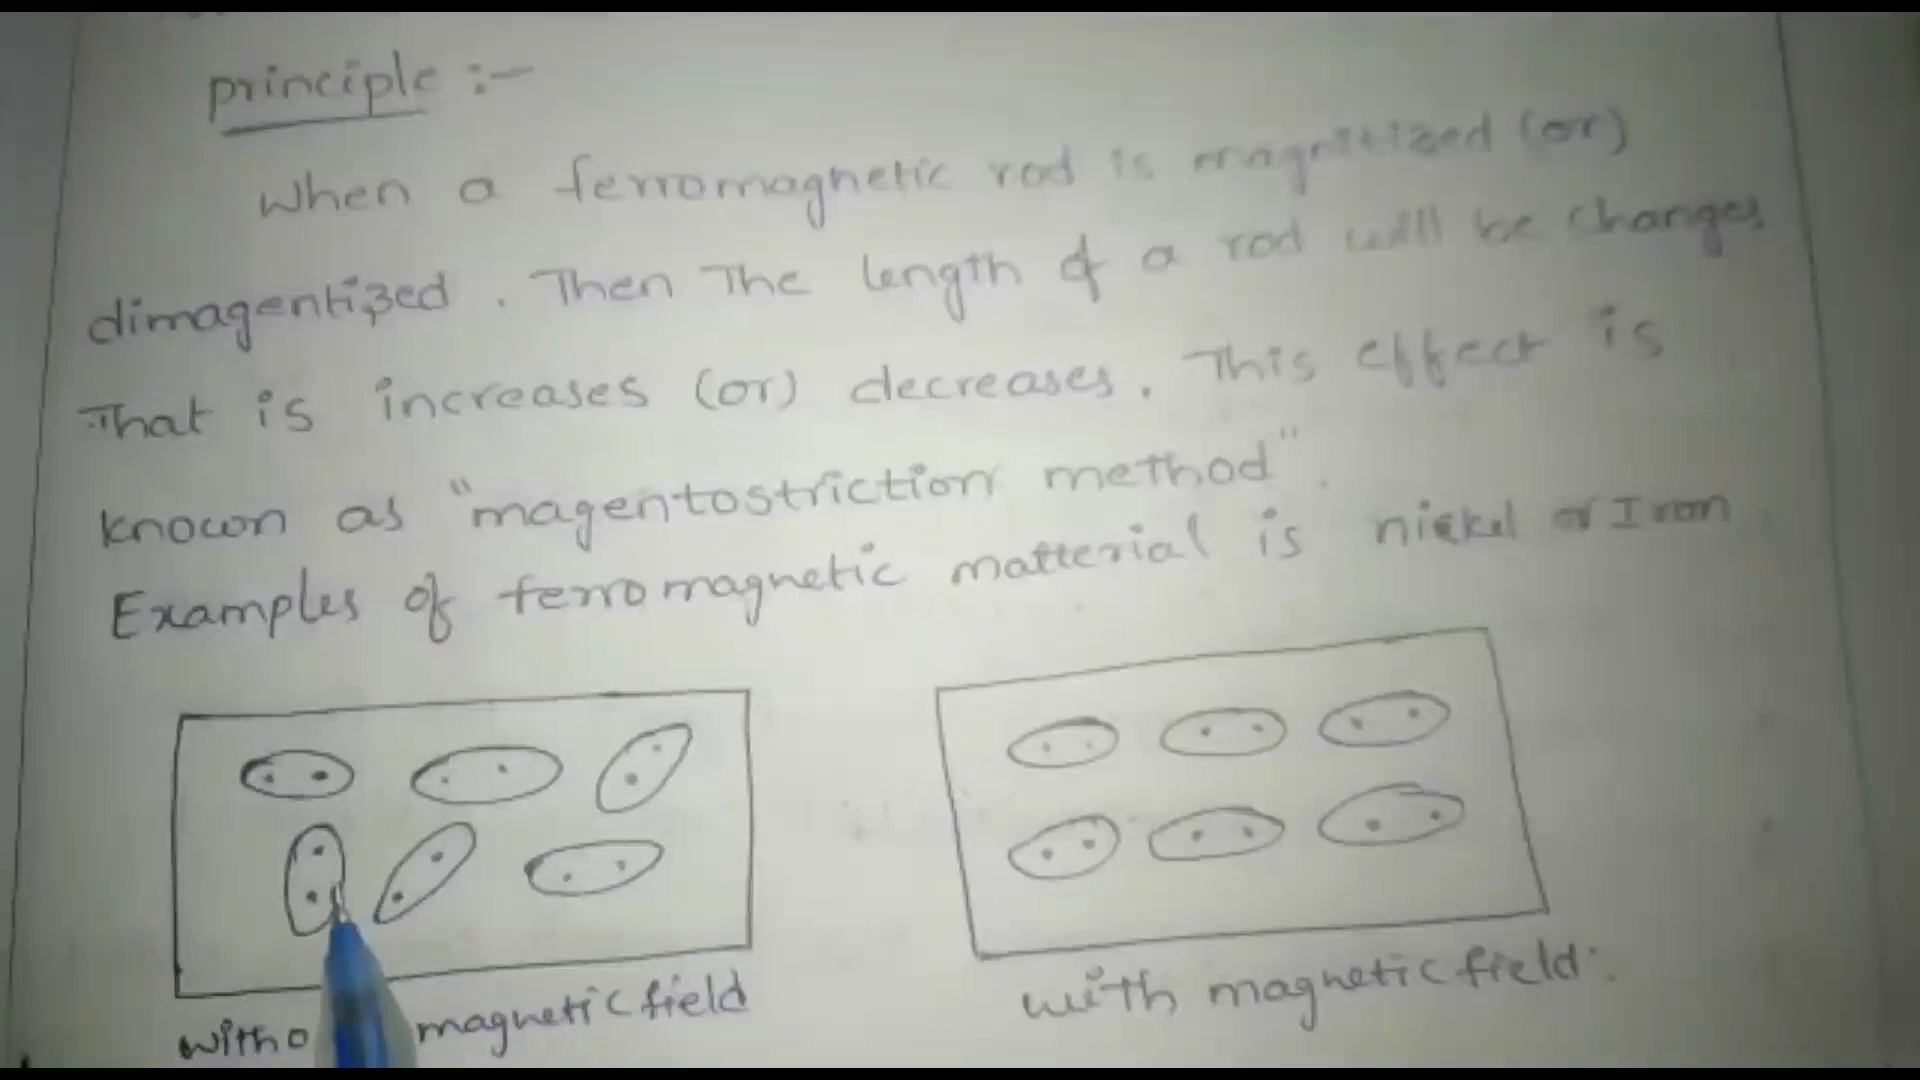 principle :-
When a ferromagnetic rod is magnitized (or)
dimagentized. Then The length of a rod will be changes
That is increases (or) decreases. This effect is
known as "magentostriction method".
Examples of ferromagnetic matterial is nickel or Iron
witho magnetic field
with magnetic field.